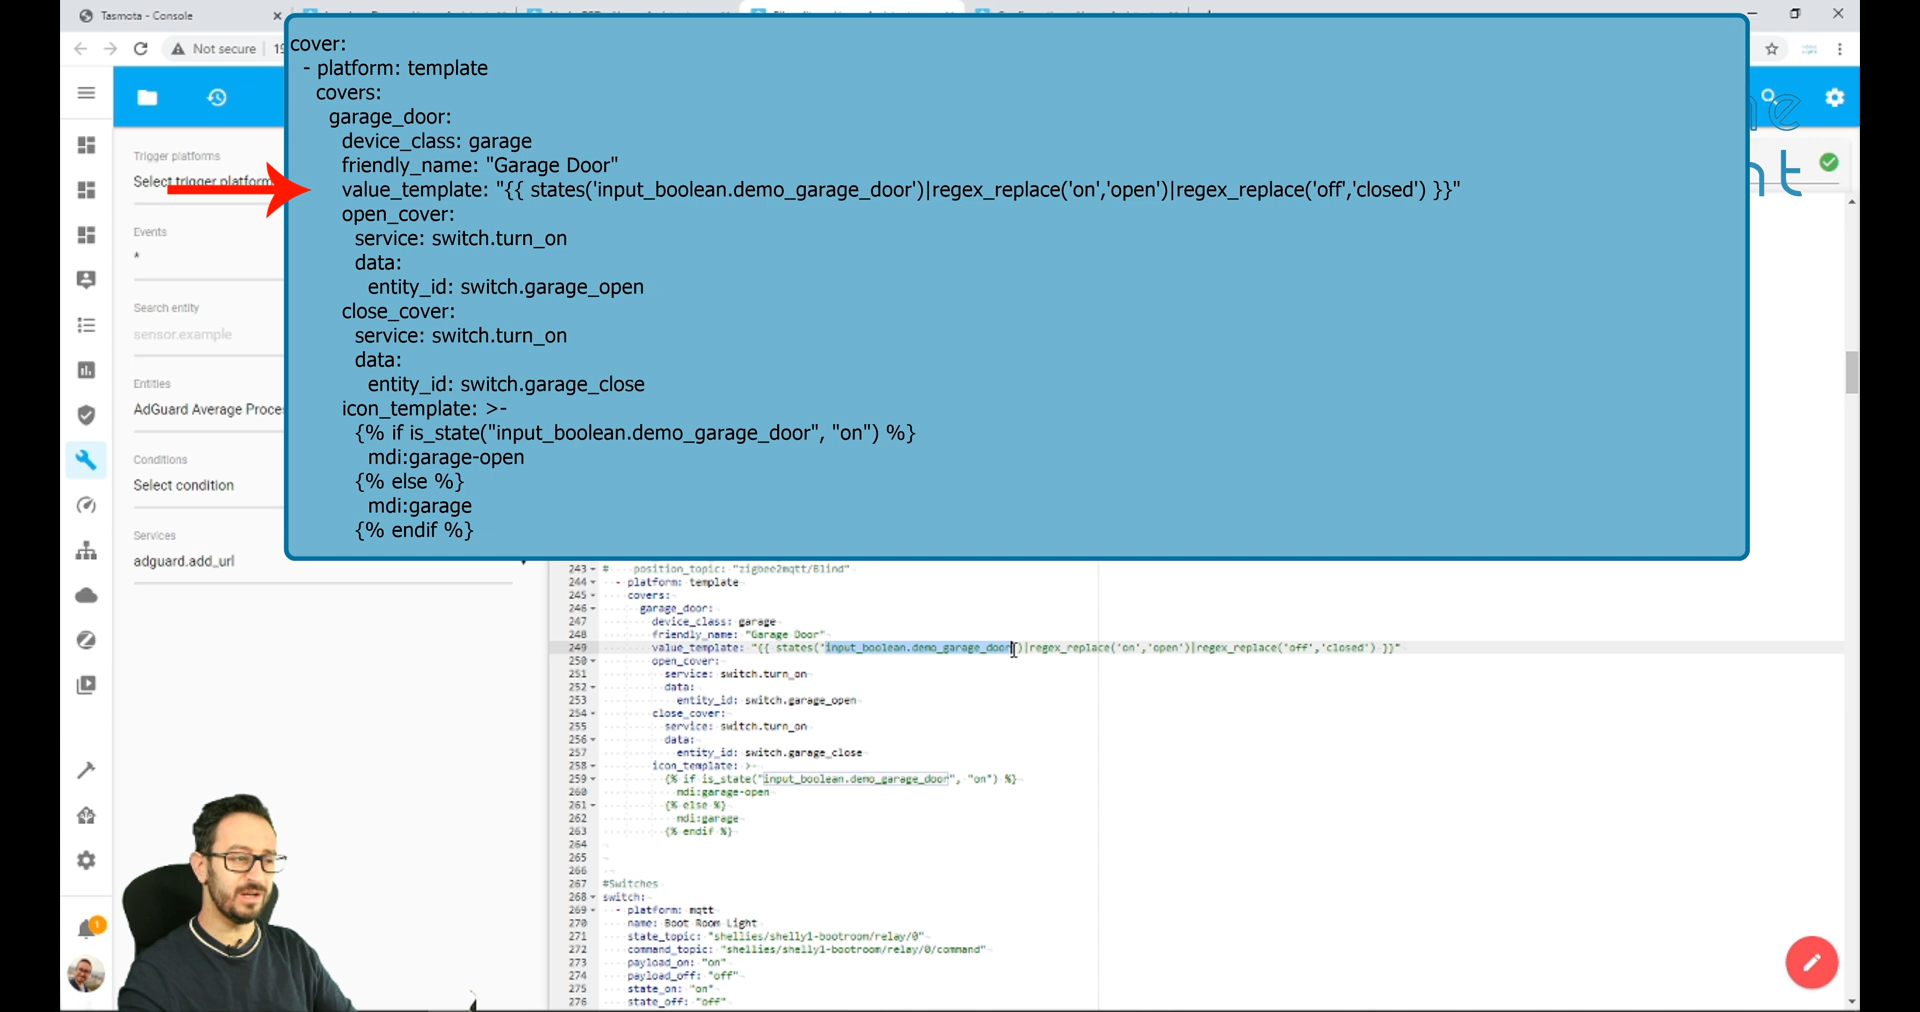 Tasmota - Console
Not secure
cover:
- platform: template
covers:
garage_door:
device_class: garage
friendly_name: "Garage Door"
value_template: "{{ states('input_boolean.demo_garage_door')|regex_replace('on','open')|regex_replace('off','closed') }}"
open_cover:
service: switch.turn_on
data:
entity_id: switch.garage_open
close_cover:
service: switch.turn_on
data:
entity_id: switch.garage_close
icon_template: >-
{% if is_state("input_boolean.demo_garage_door", "on") %}
mdi:garage-open
{% else %}
mdi:garage
{% endif %}
Trigger platforms
Select trigger platform
Events
*
Search entity
sensor.example
Entities
AdGuard Average Proce
Conditions
Select condition
Services
adguard.add_url
243 # position_topic: "zigbee2mqtt/Blind"
244 - platform: template
245 covers:
246 garage_door:
247 device_class: garage
248 friendly_name: "Garage Door"
249 value_template: "{{ states('input_boolean.demo_garage_door')|regex_replace('on','open')|regex_replace('off','closed') }}"
250 open_cover:
251 service: switch.turn_on
252 data:
253 entity_id: switch.garage_open
254 close_cover:
255 service: switch.turn_on
256 data:
257 entity_id: switch.garage_close
258 icon_template: >-
259 {% if is_state("input_boolean.demo_garage_door", "on") %}
260 mdi:garage-open
261 {% else %}
262 mdi:garage
263 {% endif %}
264
265
266
267 #Switches
268 switch:
269 - platform: mqtt
270 name: Boot Room Light
271 state_topic: "shellies/shelly1-bootroom/relay/0"
272 command_topic: "shellies/shelly1-bootroom/relay/0/command"
273 payload_on: "on"
274 payload_off: "off"
275 state_on: "on"
276 state_off: "off"
1